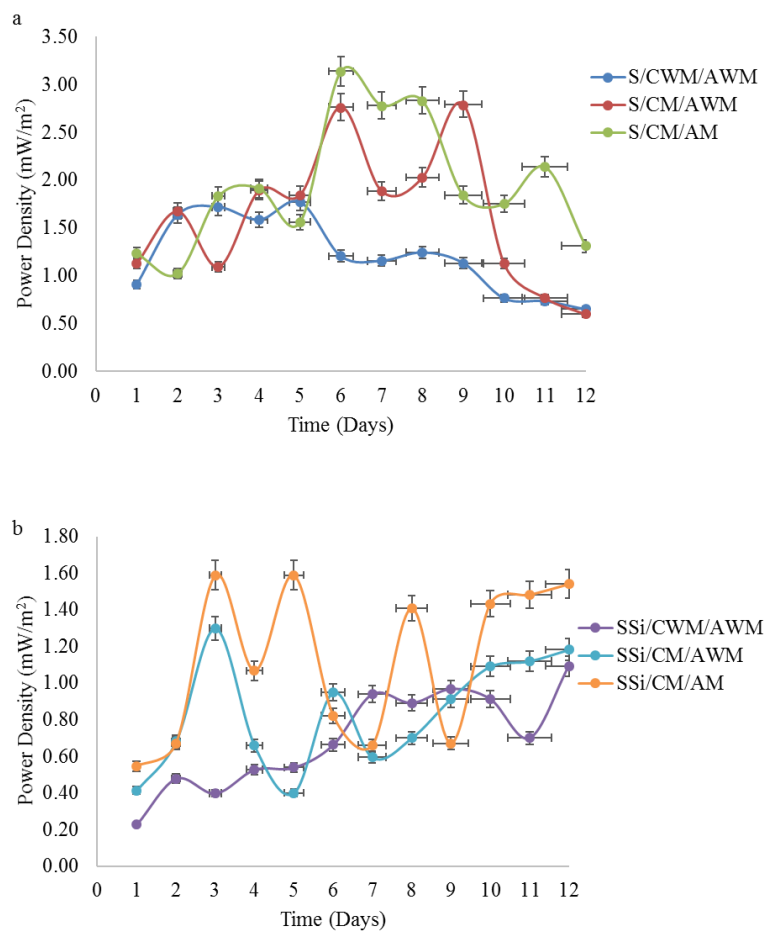 a
3.50
3.00
2.50
2.00
1.50
1.00
0.50
0.00
Power Density (mW/m²)
0 1 2 3 4 5 6 7 8 9 10 11 12
Time (Days)
S/CWM/AWM
S/CM/AWM
S/CM/AM
b
1.80
1.60
1.40
1.20
1.00
0.80
0.60
0.40
0.20
0.00
Power Density (mW/m²)
0 1 2 3 4 5 6 7 8 9 10 11 12
Time (Days)
SSi/CWM/AWM
SSi/CM/AWM
SSi/CM/AM